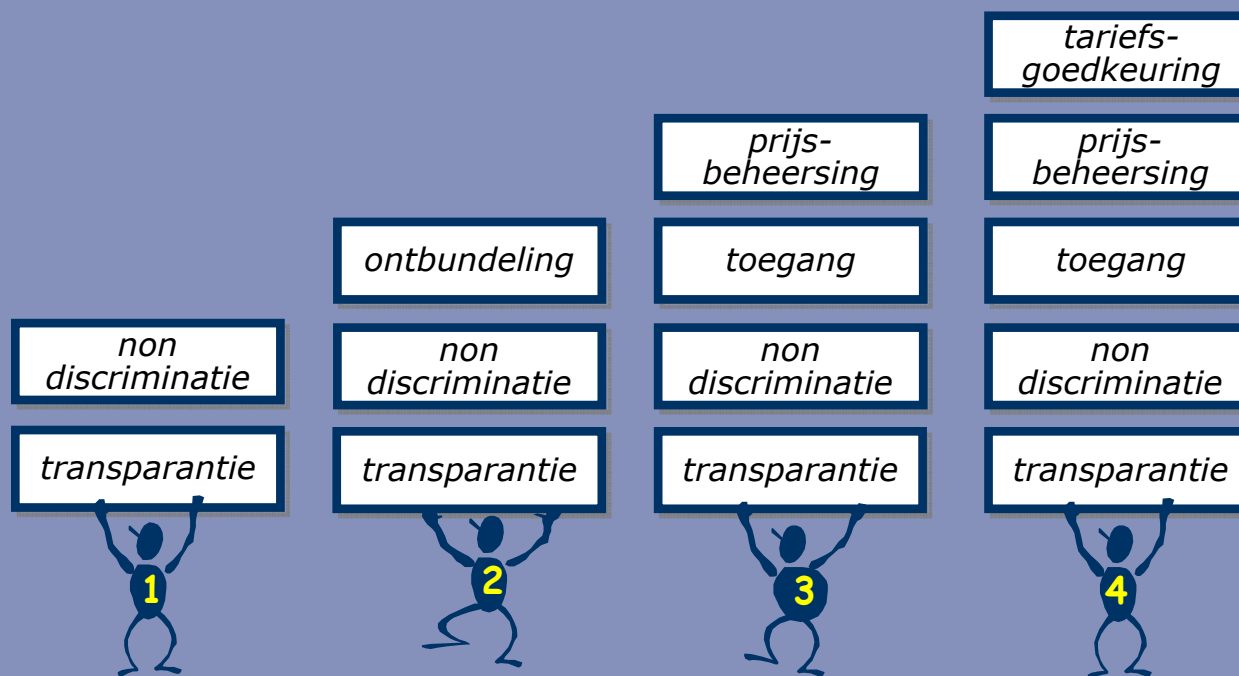 non
discriminatie
transparantie
1
ontbundeling
non
discriminatie
transparantie
2
prijs-
beheersing
toegang
non
discriminatie
transparantie
3
tariefs-
goedkeuring
prijs-
beheersing
toegang
non
discriminatie
transparantie
4